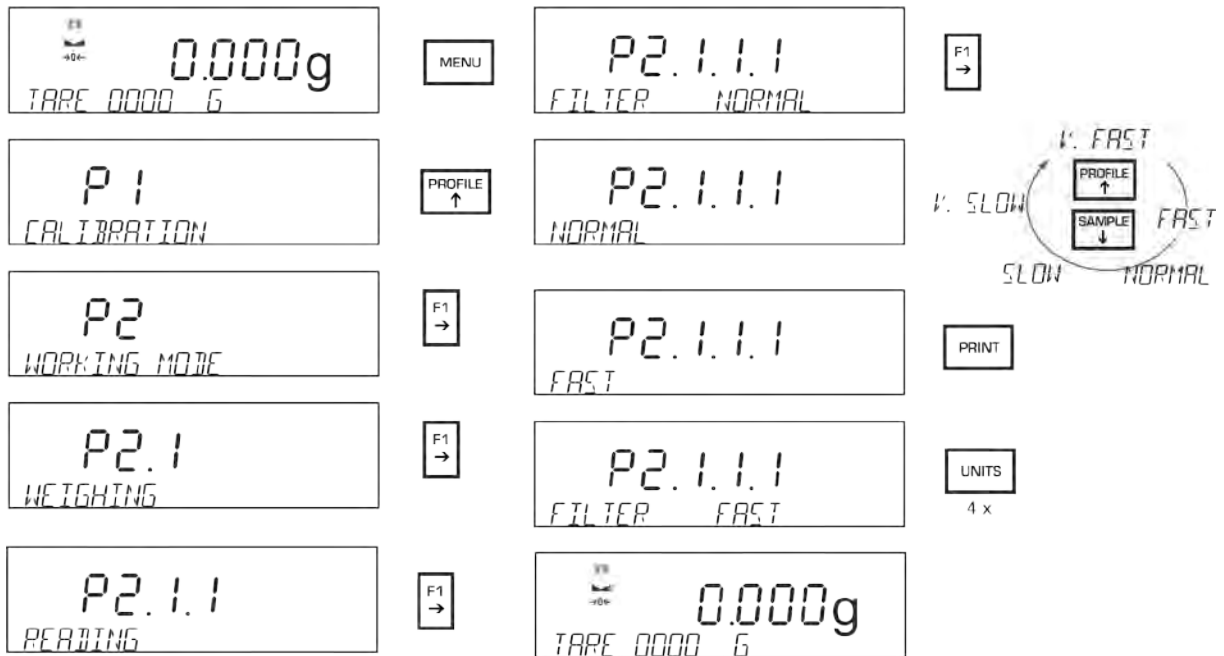 0.000g
TARE 0000 G
MENU
P1
CALIBRATION
PROFILE
↑
P2
WORKING MODE
F1
→
P2.1
WEIGHING
F1
→
P2.1.1
READING
F1
→
P2.1.1.1
FILTER NORMAL
F1
→
P2.1.1.1
NORMAL
V. FAST
PROFILE
↑
V. SLOW
SAMPLE
↓
FAST
SLOW
NORMAL
P2.1.1.1
FAST
PRINT
P2.1.1.1
FILTER FAST
UNITS
4 x
0.000g
TARE 0000 G